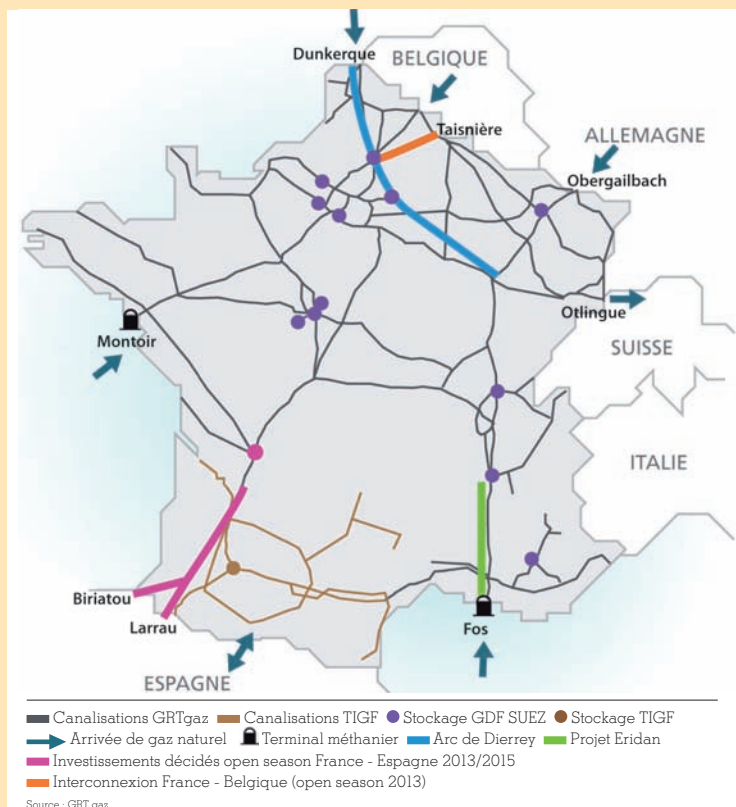 Dunkerque
BELGIQUE
Taisnière
ALLEMAGNE
Obergailbach
Otlingue
SUISSE
Montoir
ITALIE
Biriatou
Larrau
Fos
ESPAGNE
Canalisations GRTgaz Canalisations TIGF Stockage GDF SUEZ Stockage TIGF
Arrivée de gaz naturel Terminal méthanier Arc de Dierrey Projet Eridan
Investissements décidés open season France - Espagne 2013/2015
Interconnexion France - Belgique (open season 2013)
Source : GRT gaz